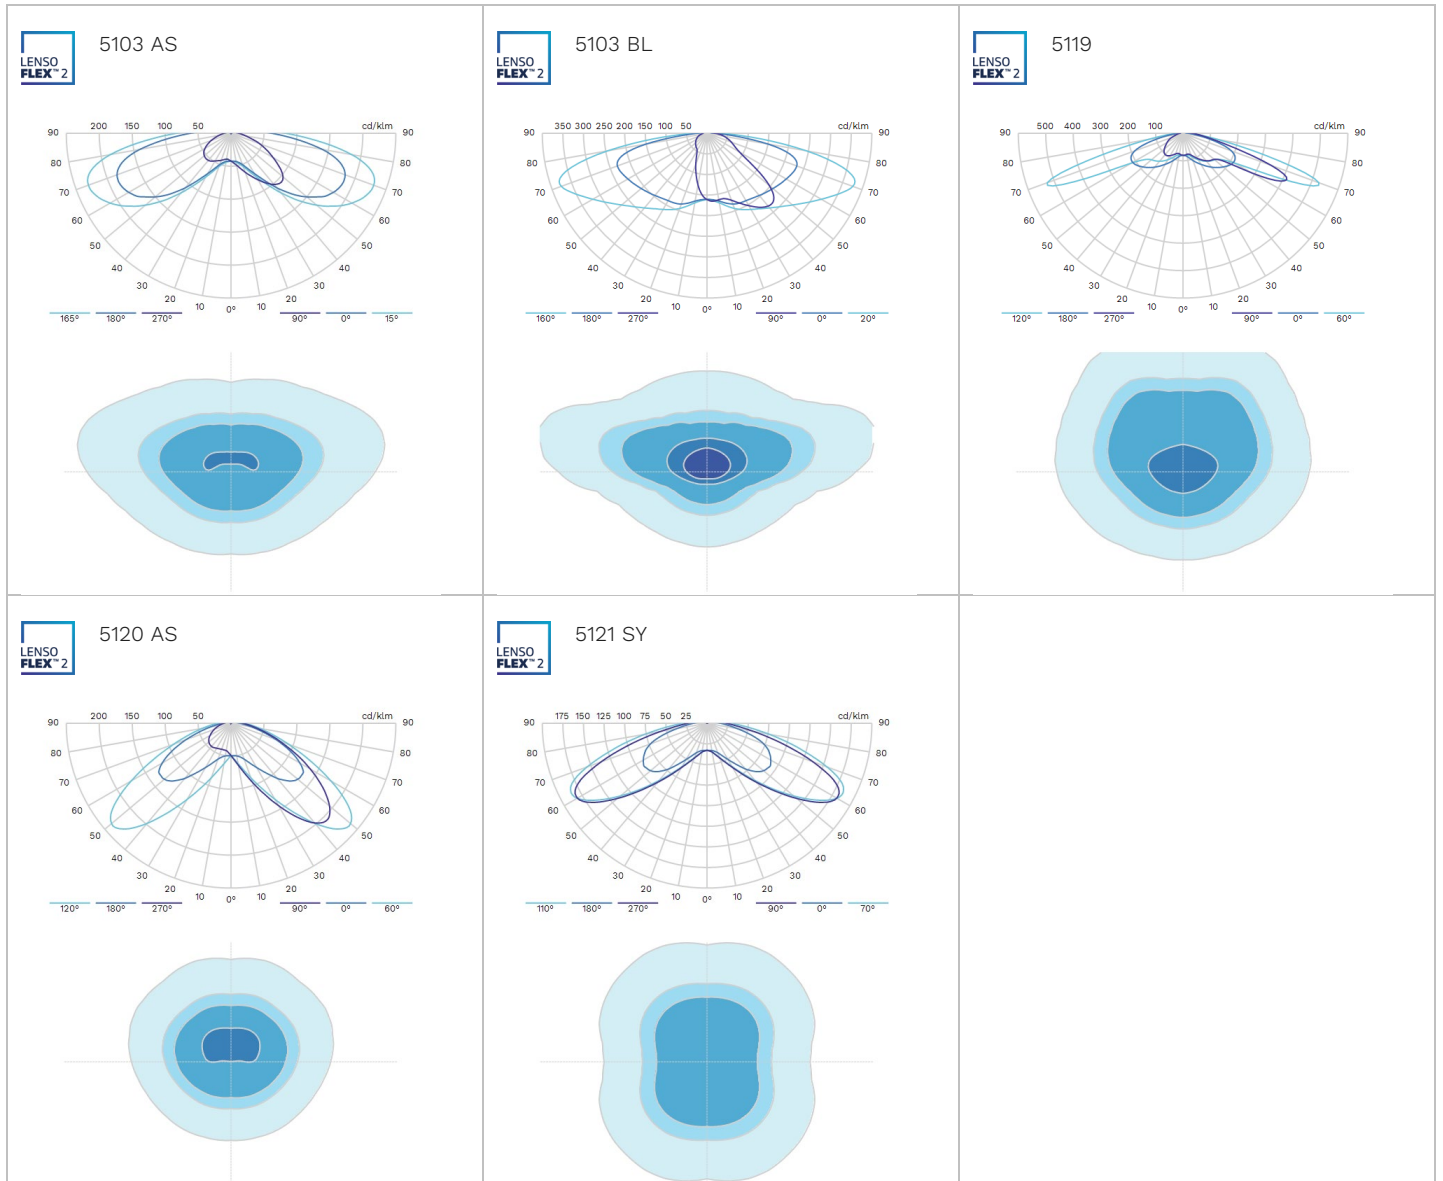 5103 AS
LENSO
FLEX™2
200 150 100 50 cd/klm
90 90
80 80
70 70
60 60
50 50
40 40
30 30
20 20
10 0° 10
165° 180° 270° 90° 0° 15°
5103 BL
LENSO
FLEX™2
350 300 250 200 150 100 50 cd/klm
90 90
80 80
70 70
60 60
50 50
40 40
30 30
20 20
10 0° 10
160° 180° 270° 90° 0° 20°
5119
LENSO
FLEX™2
500 400 300 200 100 cd/klm
90 90
80 80
70 70
60 60
50 50
40 40
30 30
20 20
10 0° 10
120° 180° 270° 90° 0° 60°
5120 AS
LENSO
FLEX™2
200 150 100 50 cd/klm
90 90
80 80
70 70
60 60
50 50
40 40
30 30
20 20
10 0° 10
120° 180° 270° 90° 0° 60°
5121 SY
LENSO
FLEX™2
175 150 125 100 75 50 25 cd/klm
90 90
80 80
70 70
60 60
50 50
40 40
30 30
20 20
10 0° 10
110° 180° 270° 90° 0° 70°